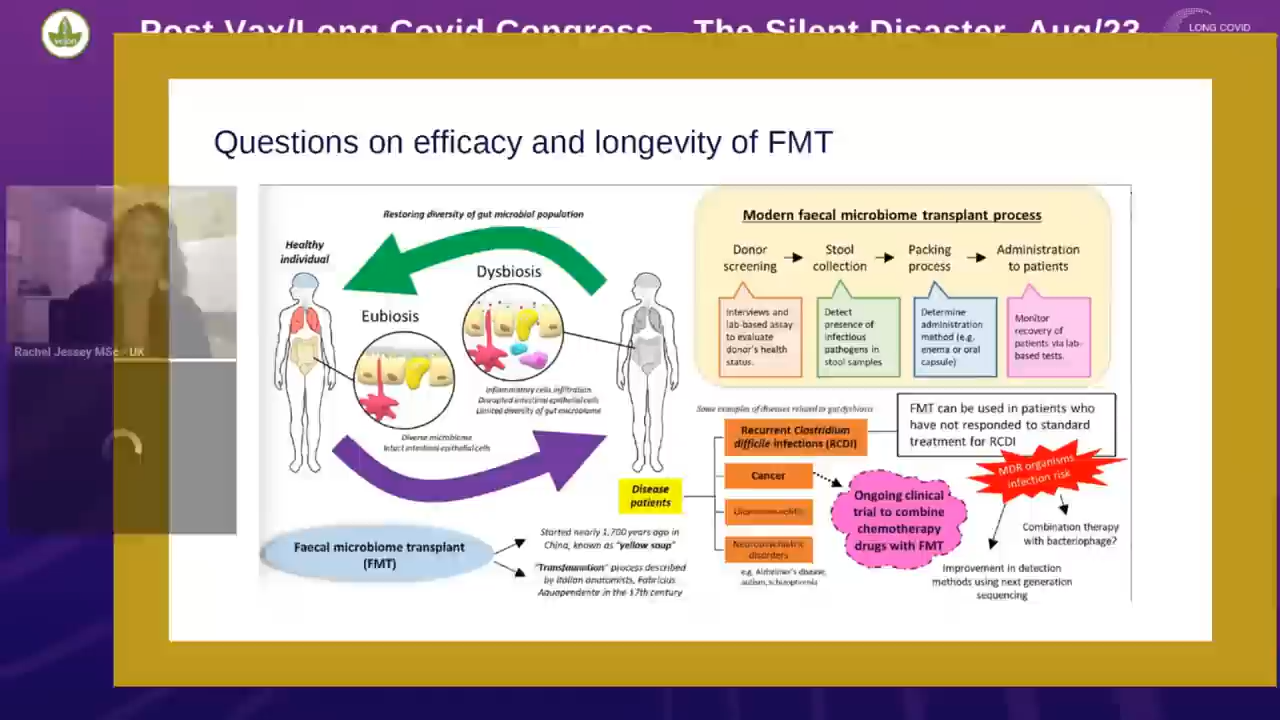 Post Vax/Long Covid Congress – The Silent Disaster, Aug/23
LONG COVID
vejon
Questions on efficacy and longevity of FMT
Rachel Jessey MSc - UK
Restoring diversity of gut microbial population
Healthy
individual
Dysbiosis
Eubiosis
Inflammatory cells infiltration
Disrupted intestinal epithelial cells
Limited diversity of gut microbiome
Diverse microbiome
Intact intestinal epithelial cells
Modern faecal microbiome transplant process
Donor
screening
Stool
collection
Packing
process
Administration
to patients
Interviews and
lab-based assay
to evaluate
donor's health
status.
Detect
presence of
infectious
pathogens in
stool samples
Determine
administration
method (e.g.
enema or oral
capsule)
Monitor
recovery of
patients via lab-
based tests.
Some examples of diseases related to gut dysbiosis
Disease
patients
Recurrent Clostridium
difficile infections (RCDI)
Cancer
Neuropsychiatric
disorders
e.g. Alzheimer's disease,
autism, schizophrenia
FMT can be used in patients who
have not responded to standard
treatment for RCDI
Ongoing clinical
trial to combine
chemotherapy
drugs with FMT
MDR organisms
infection risk
Combination therapy
with bacteriophage?
Improvement in detection
methods using next generation
sequencing
Faecal microbiome transplant
(FMT)
Started nearly 1,700 years ago in
China, known as "yellow soup"
"Transfaunation" process described
by Italian anatomists, Fabricius
Aquapendente in the 17th century